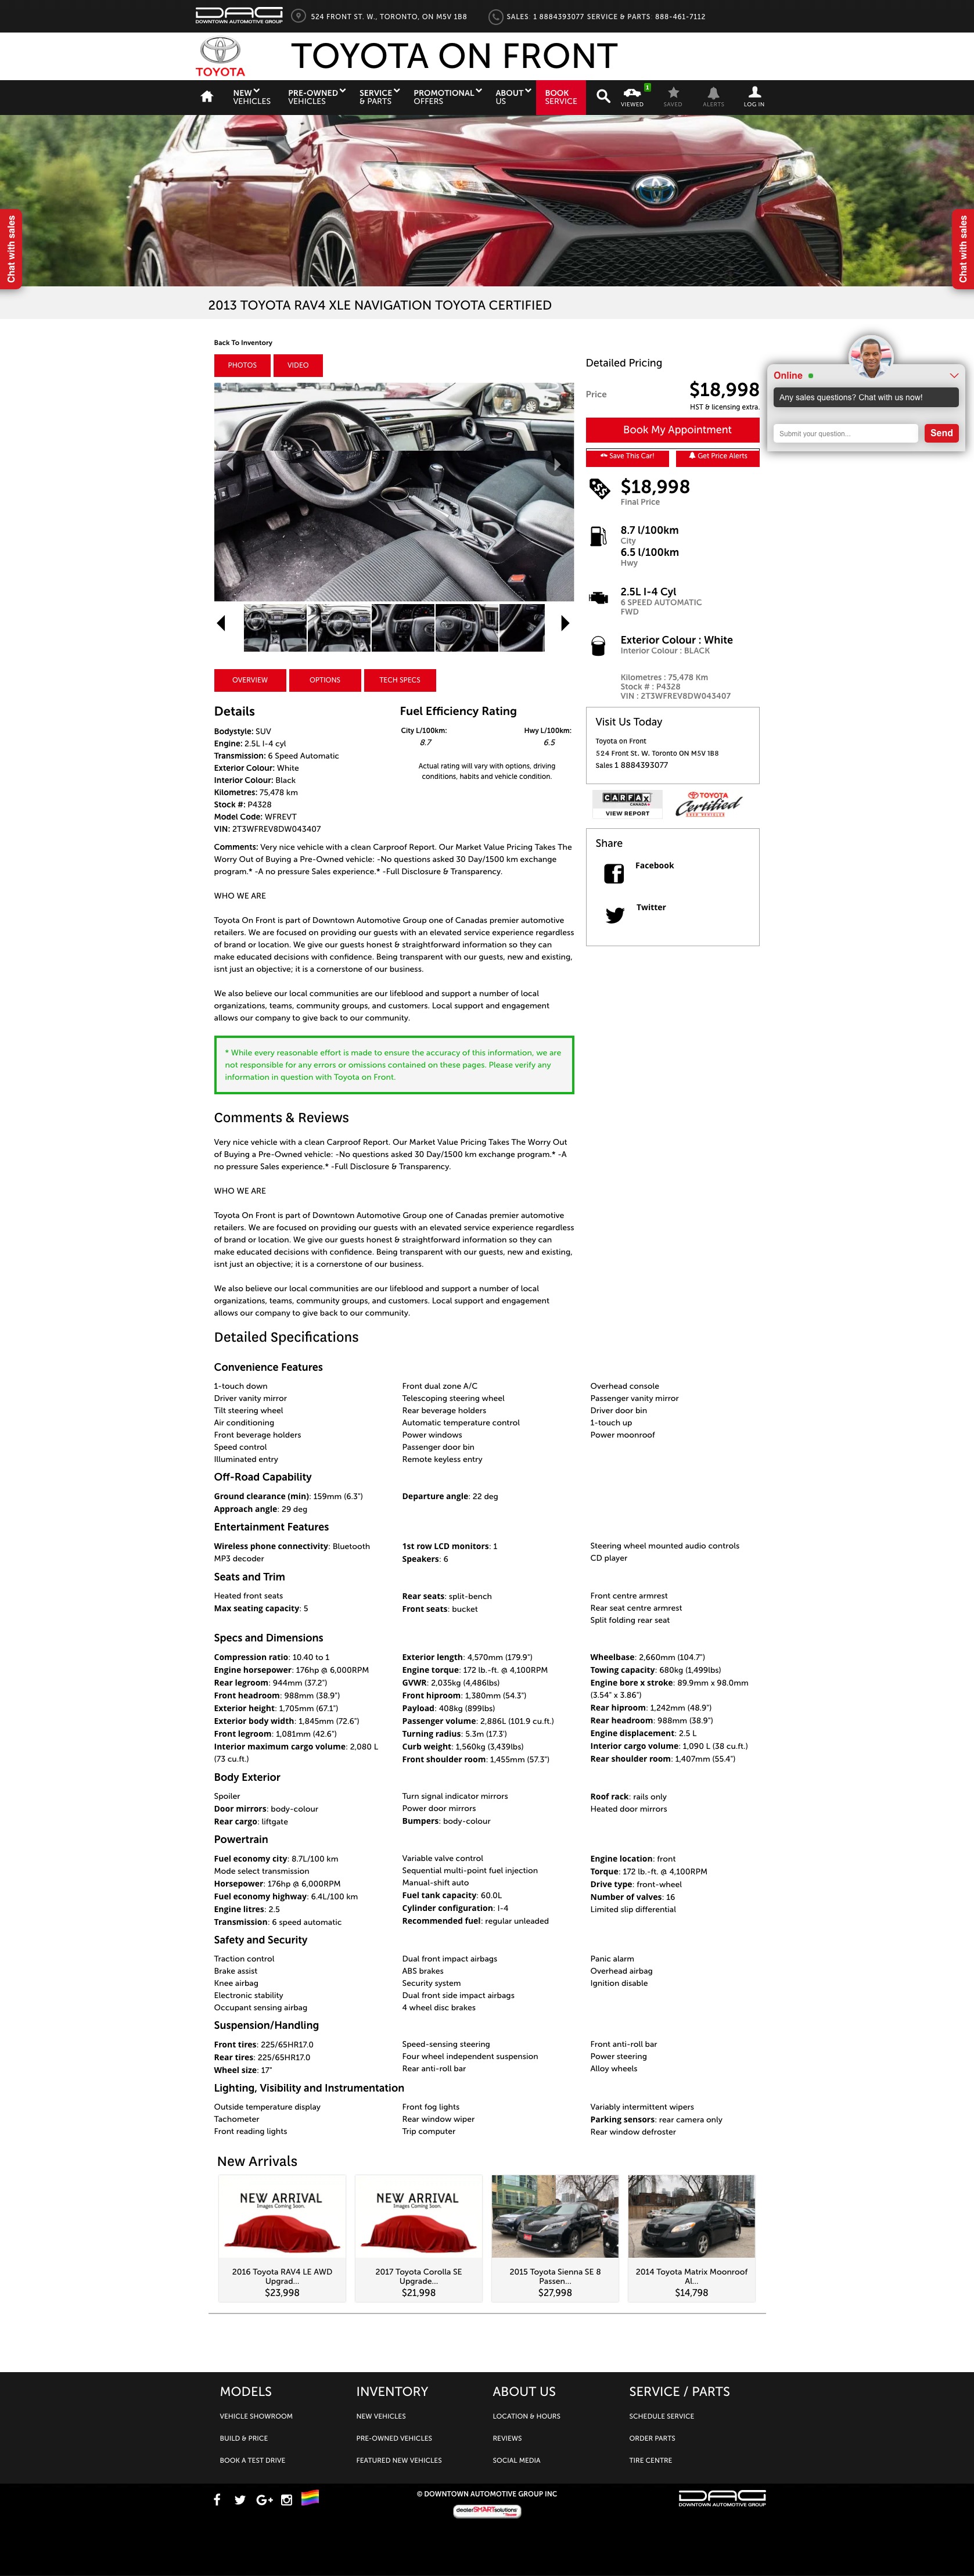 DAG
DOWNTOWN AUTOMOTIVE GROUP
524 FRONT ST. W., TORONTO, ON M5V 1B8
SALES: 1 8884393077 SERVICE & PARTS: 888-461-7112
TOYOTA
TOYOTA ON FRONT
NEW
VEHICLES
PRE-OWNED
VEHICLES
SERVICE
& PARTS
PROMOTIONAL
OFFERS
ABOUT
US
BOOK
SERVICE
1
VIEWED
SAVED
ALERTS
LOG IN
Chat with sales
Chat with sales
2013 TOYOTA RAV4 XLE NAVIGATION TOYOTA CERTIFIED
Back To Inventory
PHOTOS
VIDEO
Detailed Pricing
Price
$18,998
HST & licensing extra.
Book My Appointment
Save This Car!
Get Price Alerts
$18,998
Final Price
8.7 l/100km
City
6.5 l/100km
Hwy
2.5L I-4 Cyl
6 SPEED AUTOMATIC
FWD
Exterior Colour : White
Interior Colour : BLACK
Kilometres : 75,478 Km
Stock # : P4328
VIN : 2T3WFREV8DW043407
Online
Any sales questions? Chat with us now!
Submit your question...
Send
OVERVIEW
OPTIONS
TECH SPECS
Details
Bodystyle: SUV
Engine: 2.5L I-4 cyl
Transmission: 6 Speed Automatic
Exterior Colour: White
Interior Colour: Black
Kilometres: 75,478 km
Stock #: P4328
Model Code: WFREVT
VIN: 2T3WFREV8DW043407
Fuel Efficiency Rating
City L/100km:
Hwy L/100km:
8.7
6.5
Actual rating will vary with options, driving
conditions, habits and vehicle condition.
Visit Us Today
Toyota on Front
524 Front St. W. Toronto ON M5V 1B8
Sales 1 8884393077
CARFAX
CANADA
VIEW REPORT
TOYOTA
Certified
USED VEHICLES
Share
Facebook
Twitter
Comments: Very nice vehicle with a clean Carproof Report. Our Market Value Pricing Takes The
Worry Out of Buying a Pre-Owned vehicle: -No questions asked 30 Day/1500 km exchange
program.* -A no pressure Sales experience.* -Full Disclosure & Transparency.
WHO WE ARE
Toyota On Front is part of Downtown Automotive Group one of Canadas premier automotive
retailers. We are focused on providing our guests with an elevated service experience regardless
of brand or location. We give our guests honest & straightforward information so they can
make educated decisions with confidence. Being transparent with our guests, new and existing,
isnt just an objective; it is a cornerstone of our business.
We also believe our local communities are our lifeblood and support a number of local
organizations, teams, community groups, and customers. Local support and engagement
allows our company to give back to our community.
* While every reasonable effort is made to ensure the accuracy of this information, we are
not responsible for any errors or omissions contained on these pages. Please verify any
information in question with Toyota on Front.
Comments & Reviews
Very nice vehicle with a clean Carproof Report. Our Market Value Pricing Takes The Worry Out
of Buying a Pre-Owned vehicle: -No questions asked 30 Day/1500 km exchange program.* -A
no pressure Sales experience.* -Full Disclosure & Transparency.
WHO WE ARE
Toyota On Front is part of Downtown Automotive Group one of Canadas premier automotive
retailers. We are focused on providing our guests with an elevated service experience regardless
of brand or location. We give our guests honest & straightforward information so they can
make educated decisions with confidence. Being transparent with our guests, new and existing,
isnt just an objective; it is a cornerstone of our business.
We also believe our local communities are our lifeblood and support a number of local
organizations, teams, community groups, and customers. Local support and engagement
allows our company to give back to our community.
Detailed Specifications
Convenience Features
1-touch down
Driver vanity mirror
Tilt steering wheel
Air conditioning
Front beverage holders
Speed control
Illuminated entry
Front dual zone A/C
Telescoping steering wheel
Rear beverage holders
Automatic temperature control
Power windows
Passenger door bin
Remote keyless entry
Overhead console
Passenger vanity mirror
Driver door bin
1-touch up
Power moonroof
Off-Road Capability
Ground clearance (min): 159mm (6.3")
Approach angle: 29 deg
Departure angle: 22 deg
Entertainment Features
Wireless phone connectivity: Bluetooth
MP3 decoder
1st row LCD monitors: 1
Speakers: 6
Steering wheel mounted audio controls
CD player
Seats and Trim
Heated front seats
Max seating capacity: 5
Rear seats: split-bench
Front seats: bucket
Front centre armrest
Rear seat centre armrest
Split folding rear seat
Specs and Dimensions
Compression ratio: 10.40 to 1
Engine horsepower: 176hp @ 6,000RPM
Rear legroom: 944mm (37.2")
Front headroom: 988mm (38.9")
Exterior height: 1,705mm (67.1")
Exterior body width: 1,845mm (72.6")
Front legroom: 1,081mm (42.6")
Interior maximum cargo volume: 2,080 L
(73 cu.ft.)
Exterior length: 4,570mm (179.9")
Engine torque: 172 lb.-ft. @ 4,100RPM
GVWR: 2,035kg (4,486lbs)
Front hiproom: 1,380mm (54.3")
Payload: 408kg (899lbs)
Passenger volume: 2,886L (101.9 cu.ft.)
Turning radius: 5.3m (17.3')
Curb weight: 1,560kg (3,439lbs)
Front shoulder room: 1,455mm (57.3")
Wheelbase: 2,660mm (104.7")
Towing capacity: 680kg (1,499lbs)
Engine bore x stroke: 89.9mm x 98.0mm
(3.54" x 3.86")
Rear hiproom: 1,242mm (48.9")
Rear headroom: 988mm (38.9")
Engine displacement: 2.5 L
Interior cargo volume: 1,090 L (38 cu.ft.)
Rear shoulder room: 1,407mm (55.4")
Body Exterior
Spoiler
Door mirrors: body-colour
Rear cargo: liftgate
Turn signal indicator mirrors
Power door mirrors
Bumpers: body-colour
Roof rack: rails only
Heated door mirrors
Powertrain
Fuel economy city: 8.7L/100 km
Mode select transmission
Horsepower: 176hp @ 6,000RPM
Fuel economy highway: 6.4L/100 km
Engine litres: 2.5
Transmission: 6 speed automatic
Variable valve control
Sequential multi-point fuel injection
Manual-shift auto
Fuel tank capacity: 60.0L
Cylinder configuration: I-4
Recommended fuel: regular unleaded
Engine location: front
Torque: 172 lb.-ft. @ 4,100RPM
Drive type: front-wheel
Number of valves: 16
Limited slip differential
Safety and Security
Traction control
Brake assist
Knee airbag
Electronic stability
Occupant sensing airbag
Dual front impact airbags
ABS brakes
Security system
Dual front side impact airbags
4 wheel disc brakes
Panic alarm
Overhead airbag
Ignition disable
Suspension/Handling
Front tires: 225/65HR17.0
Rear tires: 225/65HR17.0
Wheel size: 17"
Speed-sensing steering
Four wheel independent suspension
Rear anti-roll bar
Front anti-roll bar
Power steering
Alloy wheels
Lighting, Visibility and Instrumentation
Outside temperature display
Tachometer
Front reading lights
Front fog lights
Rear window wiper
Trip computer
Variably intermittent wipers
Parking sensors: rear camera only
Rear window defroster
New Arrivals
NEW ARRIVAL
Images Coming Soon.
NEW ARRIVAL
Images Coming Soon.
2016 Toyota RAV4 LE AWD
Upgrad...
$23,998
2017 Toyota Corolla SE
Upgrade...
$21,998
2015 Toyota Sienna SE 8
Passen...
$27,998
2014 Toyota Matrix Moonroof
Al...
$14,798
MODELS
VEHICLE SHOWROOM
BUILD & PRICE
BOOK A TEST DRIVE
INVENTORY
NEW VEHICLES
PRE-OWNED VEHICLES
FEATURED NEW VEHICLES
ABOUT US
LOCATION & HOURS
REVIEWS
SOCIAL MEDIA
SERVICE / PARTS
SCHEDULE SERVICE
ORDER PARTS
TIRE CENTRE
© DOWNTOWN AUTOMOTIVE GROUP INC
dealerSMARTsolutions
DAG
DOWNTOWN AUTOMOTIVE GROUP